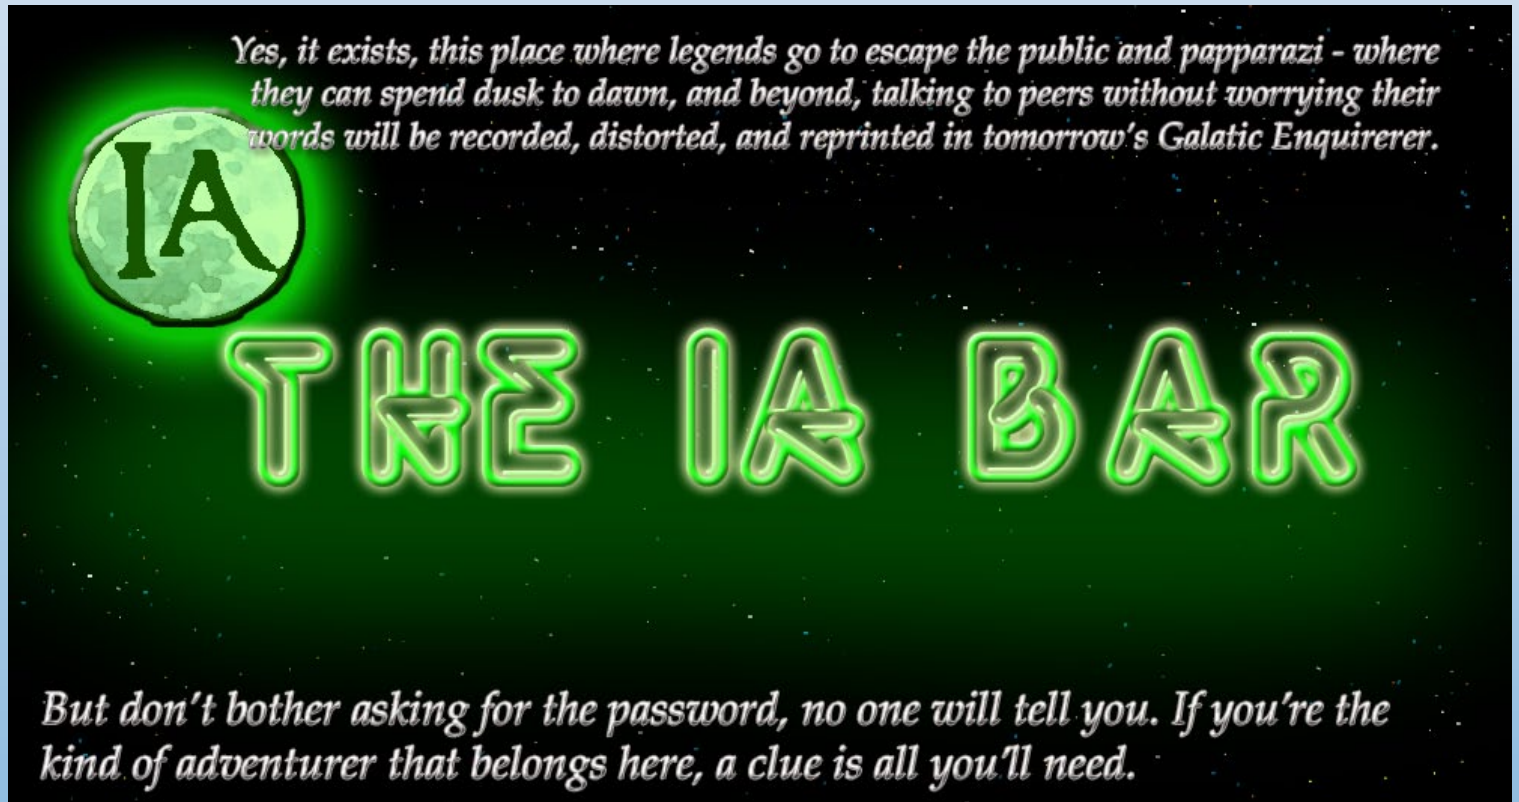 Yes, it exists, this place where legends go to escape the public and papparazi - where
they can spend dusk to dawn, and beyond, talking to peers without worrying their
words will be recorded, distorted, and reprinted in tomorrow's Galatic Enquirerer.
IA
THE IA BAR
But don't bother asking for the password, no one will tell you. If you're the
kind of adventurer that belongs here, a clue is all you'll need.